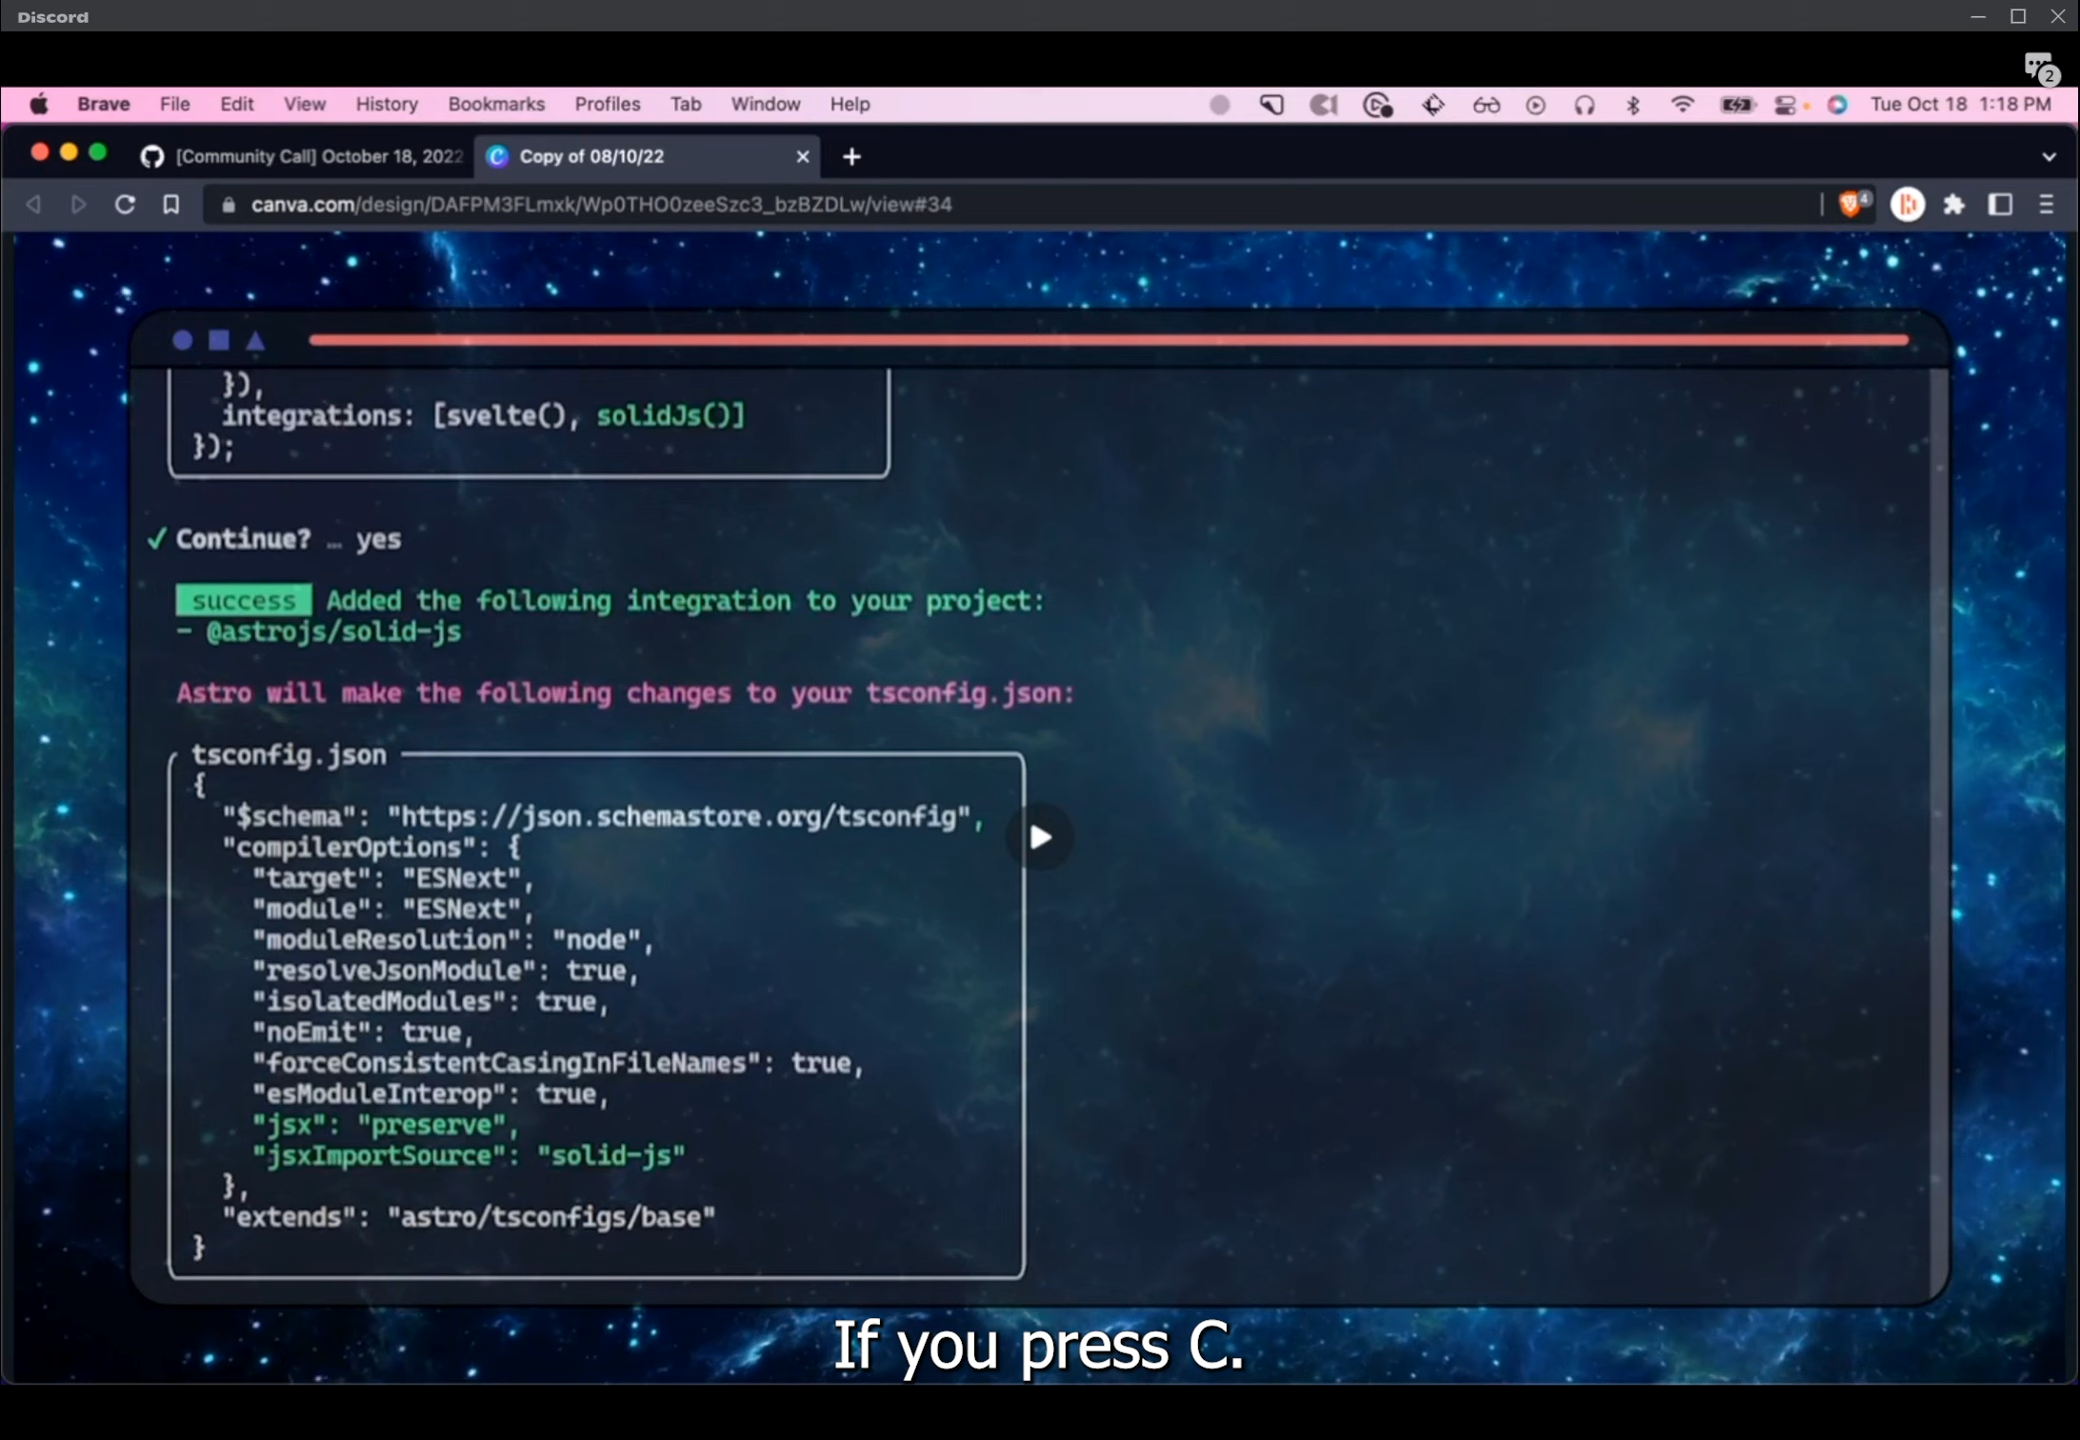 Discord
2
Brave File Edit View History Bookmarks Profiles Tab Window Help Tue Oct 18 1:18 PM
[Community Call] October 18, 2022 Copy of 08/10/22
canva.com/design/DAFPM3FLmxk/Wp0THO0zeeSzc3_bzBZDLw/view#34 4
}),
integrations: [svelte(), solidJs()]
});
✓ Continue? … yes
success Added the following integration to your project:
- @astrojs/solid-js
Astro will make the following changes to your tsconfig.json:
tsconfig.json
{
"$schema": "https://json.schemastore.org/tsconfig",
"compilerOptions": {
"target": "ESNext",
"module": "ESNext",
"moduleResolution": "node",
"resolveJsonModule": true,
"isolatedModules": true,
"noEmit": true,
"forceConsistentCasingInFileNames": true,
"esModuleInterop": true,
"jsx": "preserve",
"jsxImportSource": "solid-js"
},
"extends": "astro/tsconfigs/base"
}
If you press C.